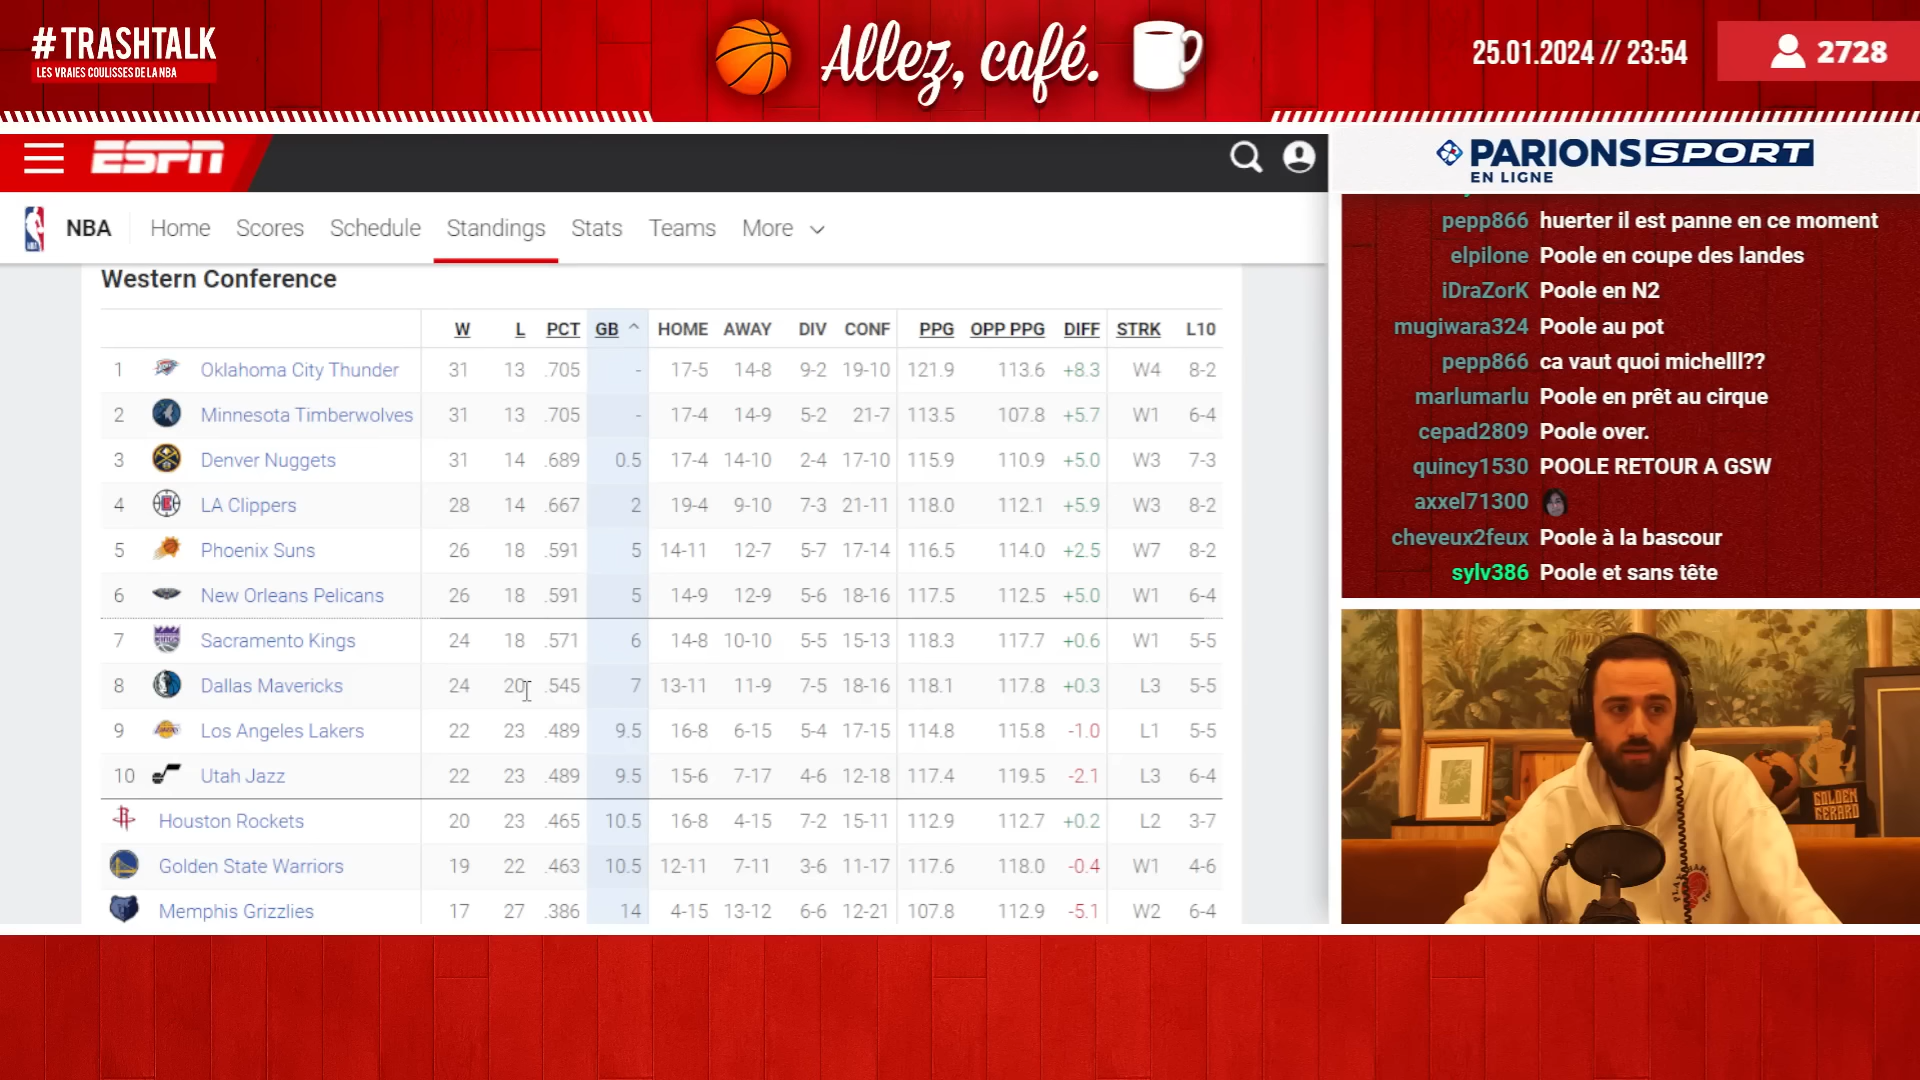 #TRASHTALK
LES VRAIES COULISSES DE LA NBA
Allez, café.
25.01.2024 // 23:54
2728
ESPN
NBA Home Scores Schedule Standings Stats Teams More
Western Conference
W L PCT GB HOME AWAY DIV CONF PPG OPP PPG DIFF STRK L10
1 Oklahoma City Thunder 31 13 .705 - 17-5 14-8 9-2 19-10 121.9 113.6 +8.3 W4 8-2
2 Minnesota Timberwolves 31 13 .705 - 17-4 14-9 5-2 21-7 113.5 107.8 +5.7 W1 6-4
3 Denver Nuggets 31 14 .689 0.5 17-4 14-10 2-4 17-10 115.9 110.9 +5.0 W3 7-3
4 LA Clippers 28 14 .667 2 19-4 9-10 7-3 21-11 118.0 112.1 +5.9 W3 8-2
5 Phoenix Suns 26 18 .591 5 14-11 12-7 5-7 17-14 116.5 114.0 +2.5 W7 8-2
6 New Orleans Pelicans 26 18 .591 5 14-9 12-9 5-6 18-16 117.5 112.5 +5.0 W1 6-4
7 Sacramento Kings 24 18 .571 6 14-8 10-10 5-5 15-13 118.3 117.7 +0.6 W1 5-5
8 Dallas Mavericks 24 20 .545 7 13-11 11-9 7-5 18-16 118.1 117.8 +0.3 L3 5-5
9 Los Angeles Lakers 22 23 .489 9.5 16-8 6-15 5-4 17-15 114.8 115.8 -1.0 L1 5-5
10 Utah Jazz 22 23 .489 9.5 15-6 7-17 4-6 12-18 117.4 119.5 -2.1 L3 6-4
Houston Rockets 20 23 .465 10.5 16-8 4-15 7-2 15-11 112.9 112.7 +0.2 L2 3-7
Golden State Warriors 19 22 .463 10.5 12-11 7-11 3-6 11-17 117.6 118.0 -0.4 W1 4-6
Memphis Grizzlies 17 27 .386 14 4-15 13-12 6-6 12-21 107.8 112.9 -5.1 W2 6-4
PARIONS SPORT
EN LIGNE
pepp866 huerter il est panne en ce moment
elpilone Poole en coupe des landes
iDraZorK Poole en N2
mugiwara324 Poole au pot
pepp866 ca vaut quoi michelll??
marlumarlu Poole en prêt au cirque
cepad2809 Poole over.
quincy1530 POOLE RETOUR A GSW
axxel71300
cheveux2feux Poole à la bascour
sylv386 Poole et sans tête
GOLDEN
GERARD